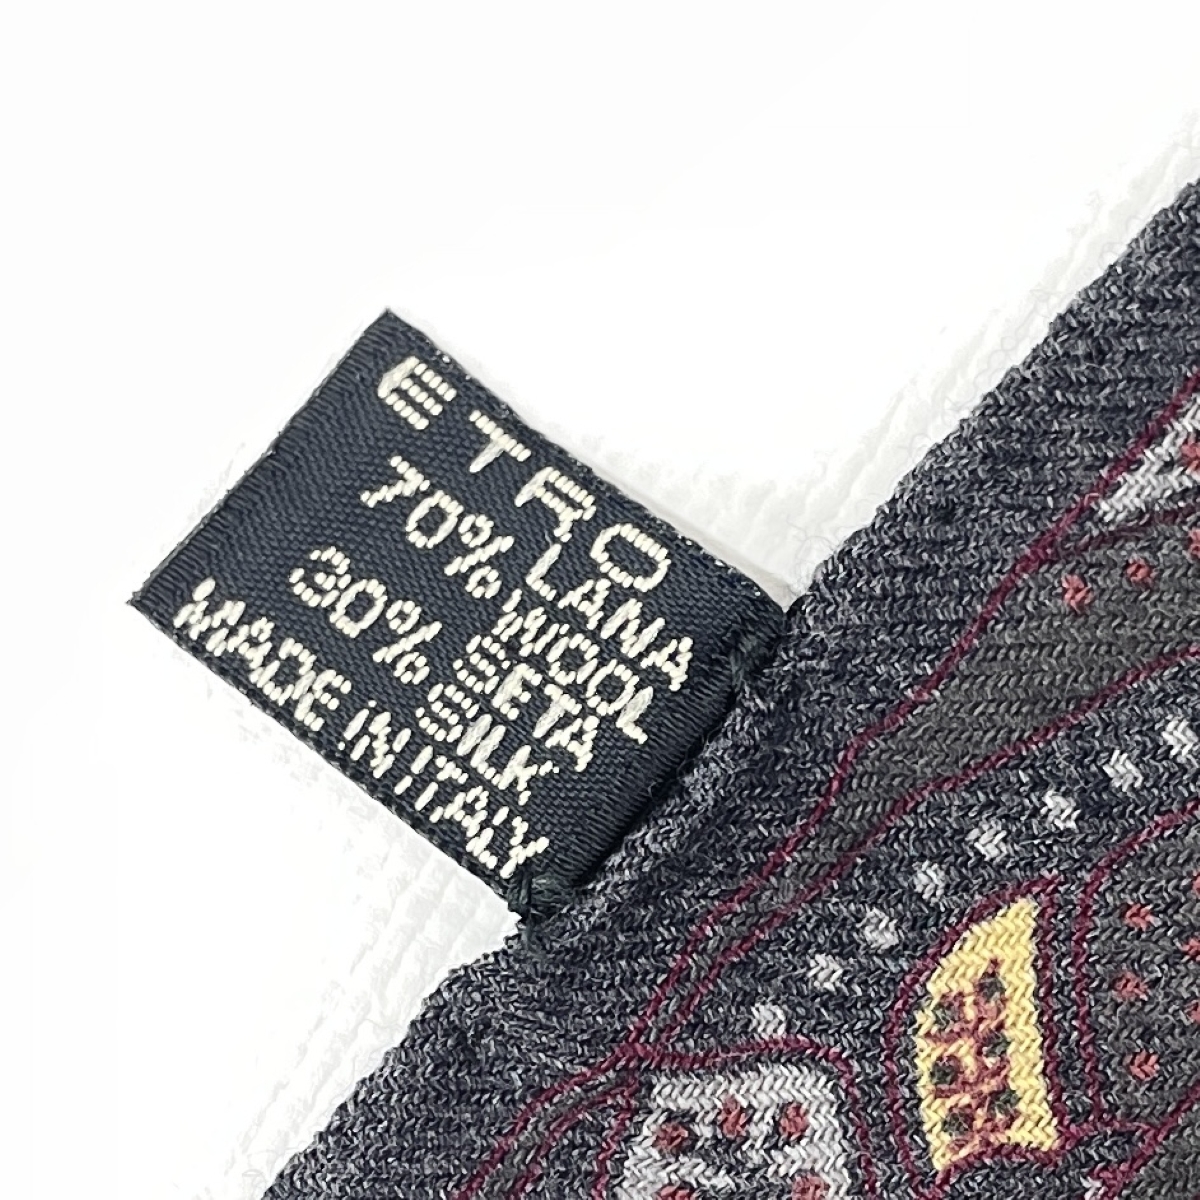 ETRO
70% LANA
WOOL
30% SETA
SILK
MADE IN ITALY